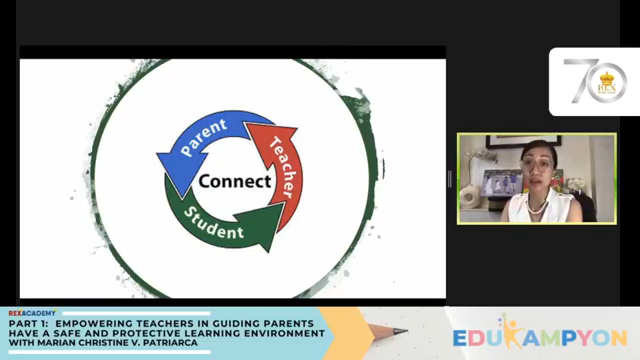 Parent
Teacher
Connect
Student
70
REX
REXACADEMY
PART 1: EMPOWERING TEACHERS IN GUIDING PARENTS
HAVE A SAFE AND PROTECTIVE LEARNING ENVIRONMENT
WITH MARIAN CHRISTINE V. PATRIARCA
EDUKAMPYON